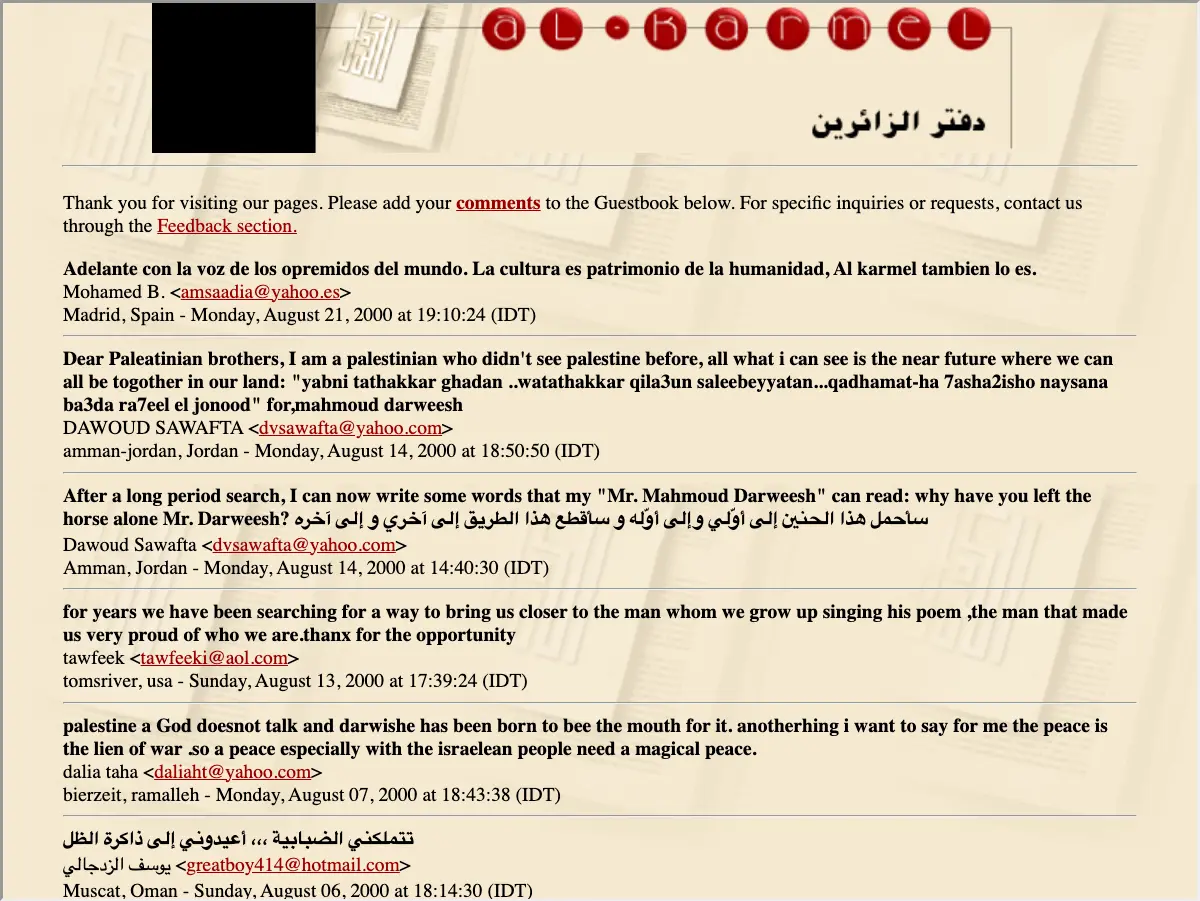 aL•KarmeL
دفتر الزائرين
Thank you for visiting our pages. Please add your comments to the Guestbook below. For specific inquiries or requests, contact us
through the Feedback section.
Adelante con la voz de los opremidos del mundo. La cultura es patrimonio de la humanidad, Al karmel tambien lo es.
Mohamed B. <amsaadia@yahoo.es>
Madrid, Spain - Monday, August 21, 2000 at 19:10:24 (IDT)
Dear Paleatinian brothers, I am a palestinian who didn't see palestine before, all what i can see is the near future where we can
all be togother in our land: "yabni tathakkar ghadan ..watathakkar qila3un saleebeyyatan...qadhamat-ha 7asha2isho naysana
ba3da ra7eel el jonood" for,mahmoud darweesh
DAWOUD SAWAFTA <dvsawafta@yahoo.com>
amman-jordan, Jordan - Monday, August 14, 2000 at 18:50:50 (IDT)
After a long period search, I can now write some words that my "Mr. Mahmoud Darweesh" can read: why have you left the
horse alone Mr. Darweesh? سأحمل هذا الحنين إلى أوّلي وإلى أوّله و سأقطع هذا الطريق إلى آخري و إلى آخره
Dawoud Sawafta <dvsawafta@yahoo.com>
Amman, Jordan - Monday, August 14, 2000 at 14:40:30 (IDT)
for years we have been searching for a way to bring us closer to the man whom we grow up singing his poem ,the man that made
us very proud of who we are.thanx for the opportunity
tawfeek <tawfeeki@aol.com>
tomsriver, usa - Sunday, August 13, 2000 at 17:39:24 (IDT)
palestine a God doesnot talk and darwishe has been born to bee the mouth for it. anotherhing i want to say for me the peace is
the lien of war .so a peace especially with the israelean people need a magical peace.
dalia taha <daliaht@yahoo.com>
bierzeit, ramalleh - Monday, August 07, 2000 at 18:43:38 (IDT)
تتملكني الضبابية ,,, أعيدوني إلى ذاكرة الظل
يوسف الزدجالي <greatboy414@hotmail.com>
Muscat, Oman - Sunday, August 06, 2000 at 18:14:30 (IDT)